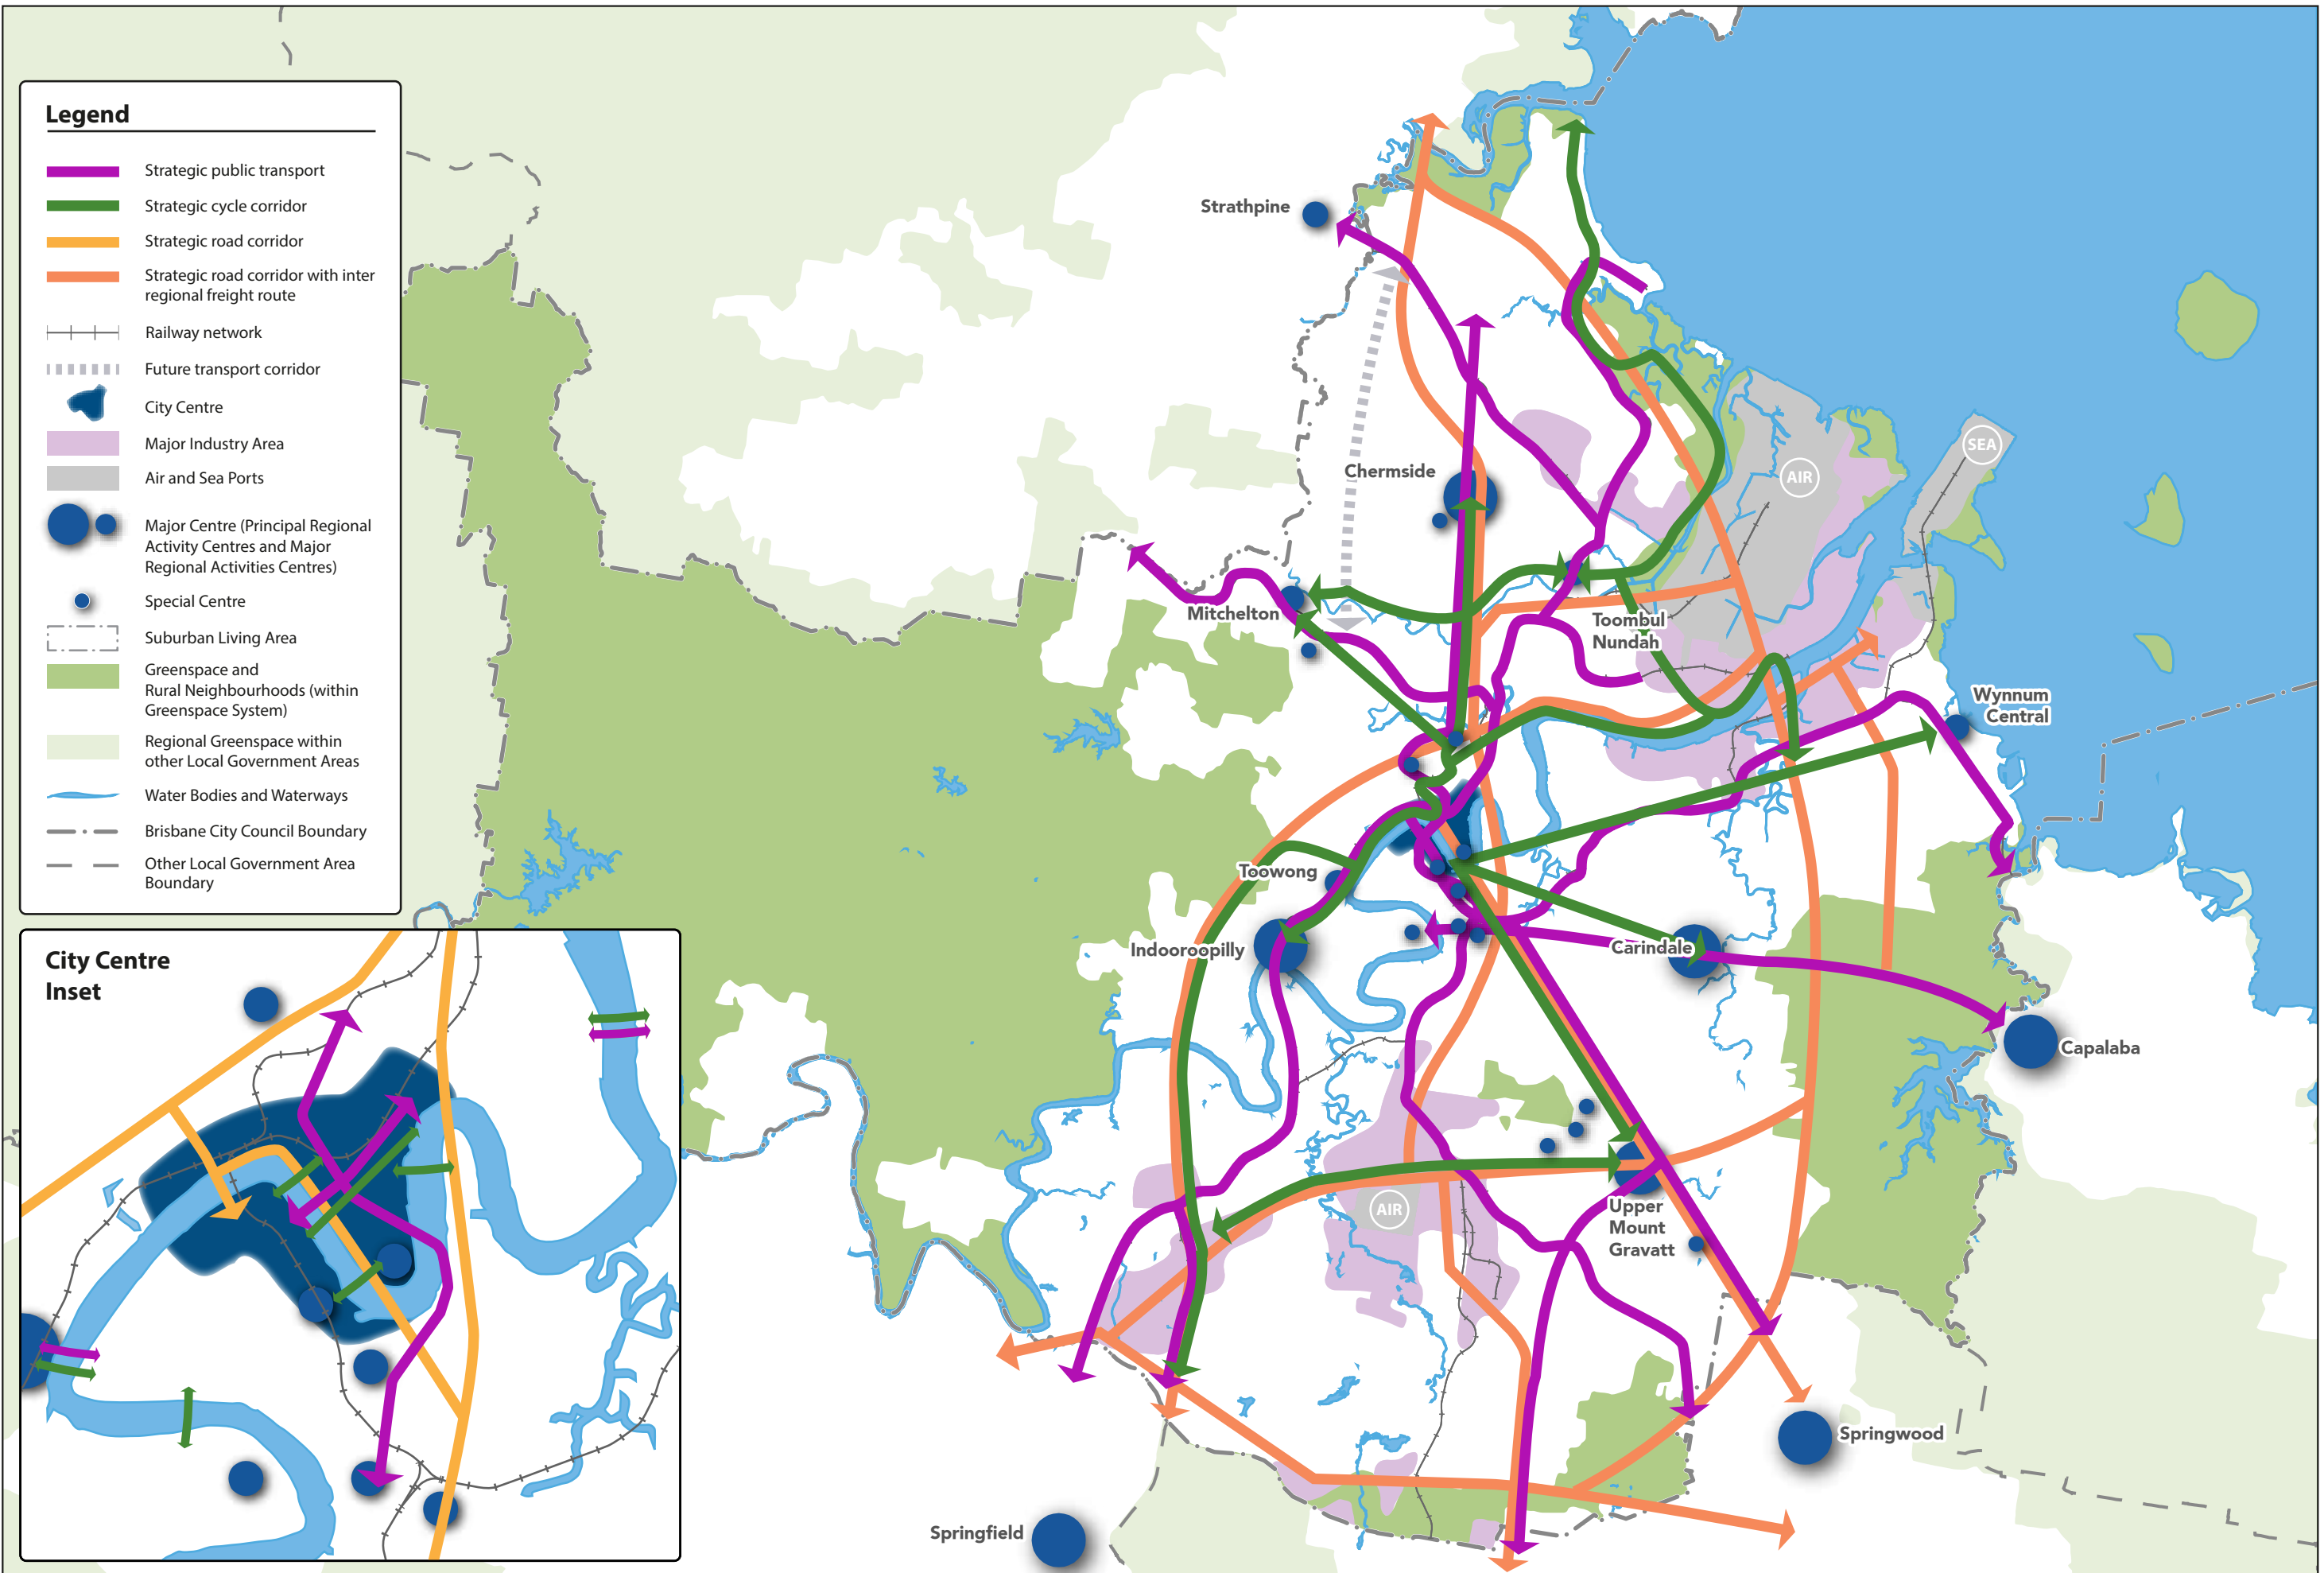 Legend
Strategic public transport
Strategic cycle corridor
Strategic road corridor
Strategic road corridor with inter
regional freight route
Railway network
Future transport corridor
City Centre
Major Industry Area
Air and Sea Ports
Major Centre (Principal Regional
Activity Centres and Major
Regional Activities Centres)
Special Centre
Suburban Living Area
Greenspace and
Rural Neighbourhoods (within
Greenspace System)
Regional Greenspace within
other Local Government Areas
Water Bodies and Waterways
Brisbane City Council Boundary
Other Local Government Area
Boundary
City Centre
Inset
Strathpine
Chermside
SEA
AIR
Mitchelton
Toombul
Nundah
Wynnum
Central
Toowong
Indooroopilly
Carindale
Capalaba
AIR
Upper
Mount
Gravatt
Springwood
Springfield